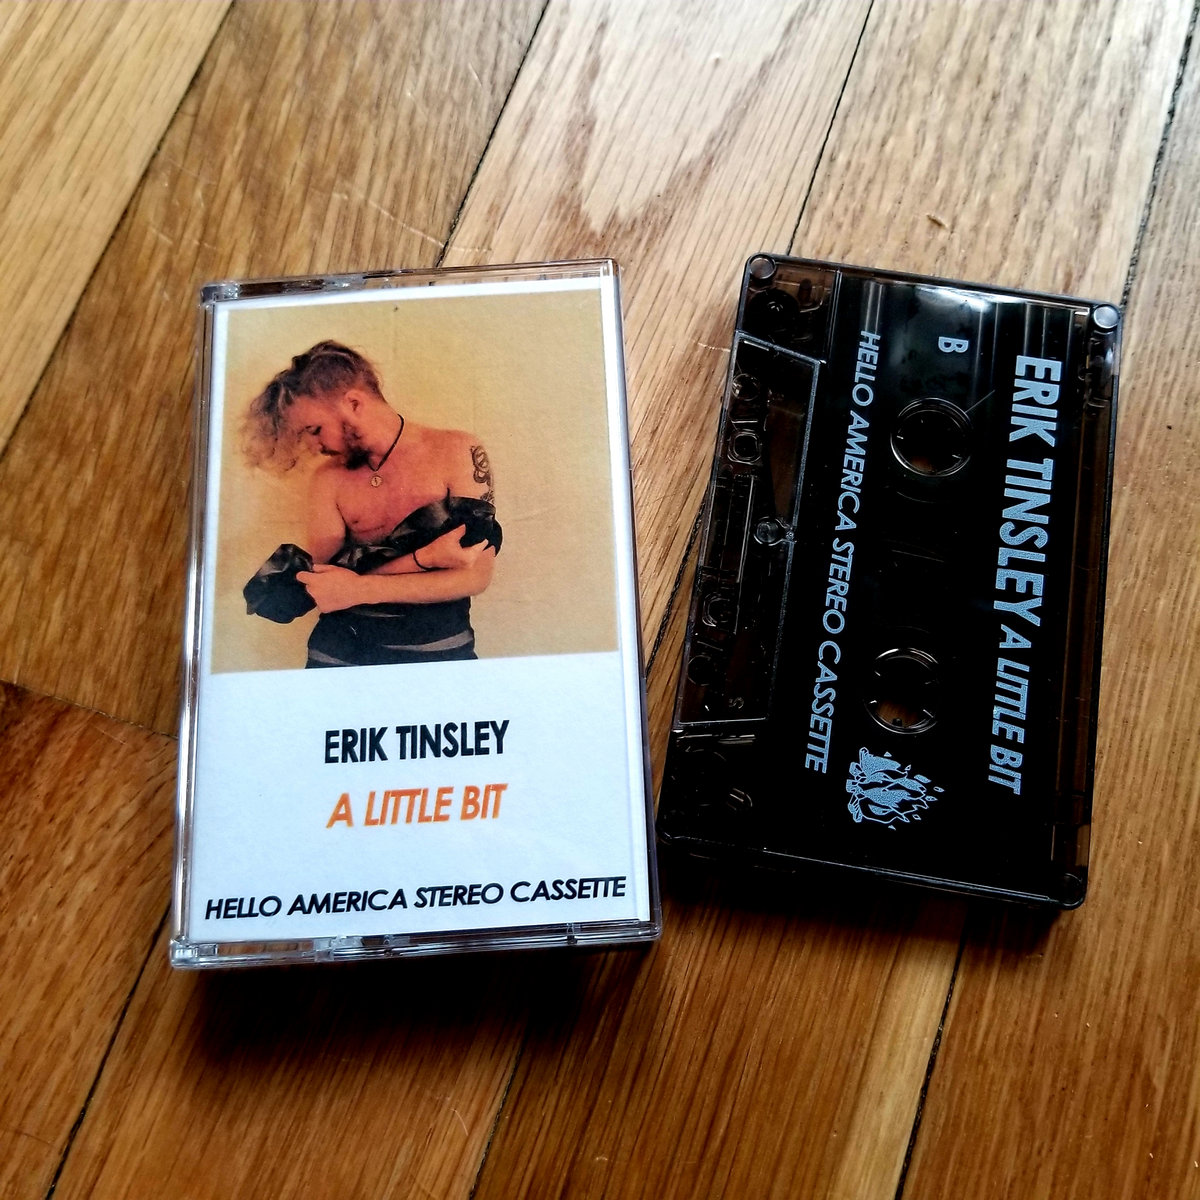 ERIK TINSLEY
A LITTLE BIT
HELLO AMERICA STEREO CASSETTE
ERIK TINSLEY A LITTLE BIT
B
HELLO AMERICA STEREO CASSETTE